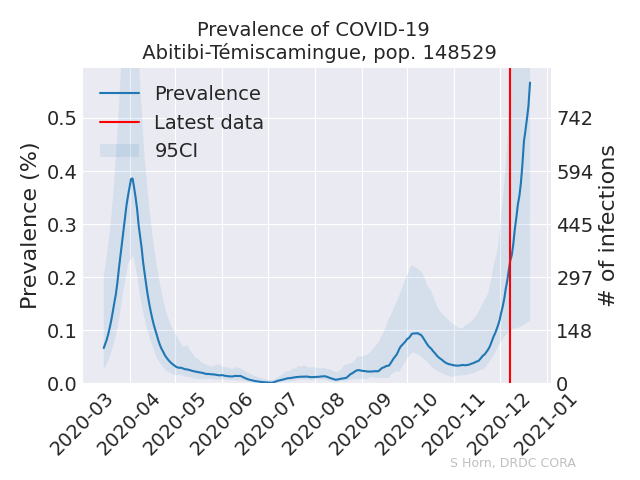 Prevalence of COVID-19
Abitibi-Témiscamingue, pop. 148529
Prevalence
Latest data
95CI
Prevalence (%)
0.5
0.4
0.3
0.2
0.1
0.0
742
594
445
297
148
0
# of infections
2020-03
2020-04
2020-05
2020-06
2020-07
2020-08
2020-09
2020-10
2020-11
2020-12
2021-01
S Horn, DRDC CORA